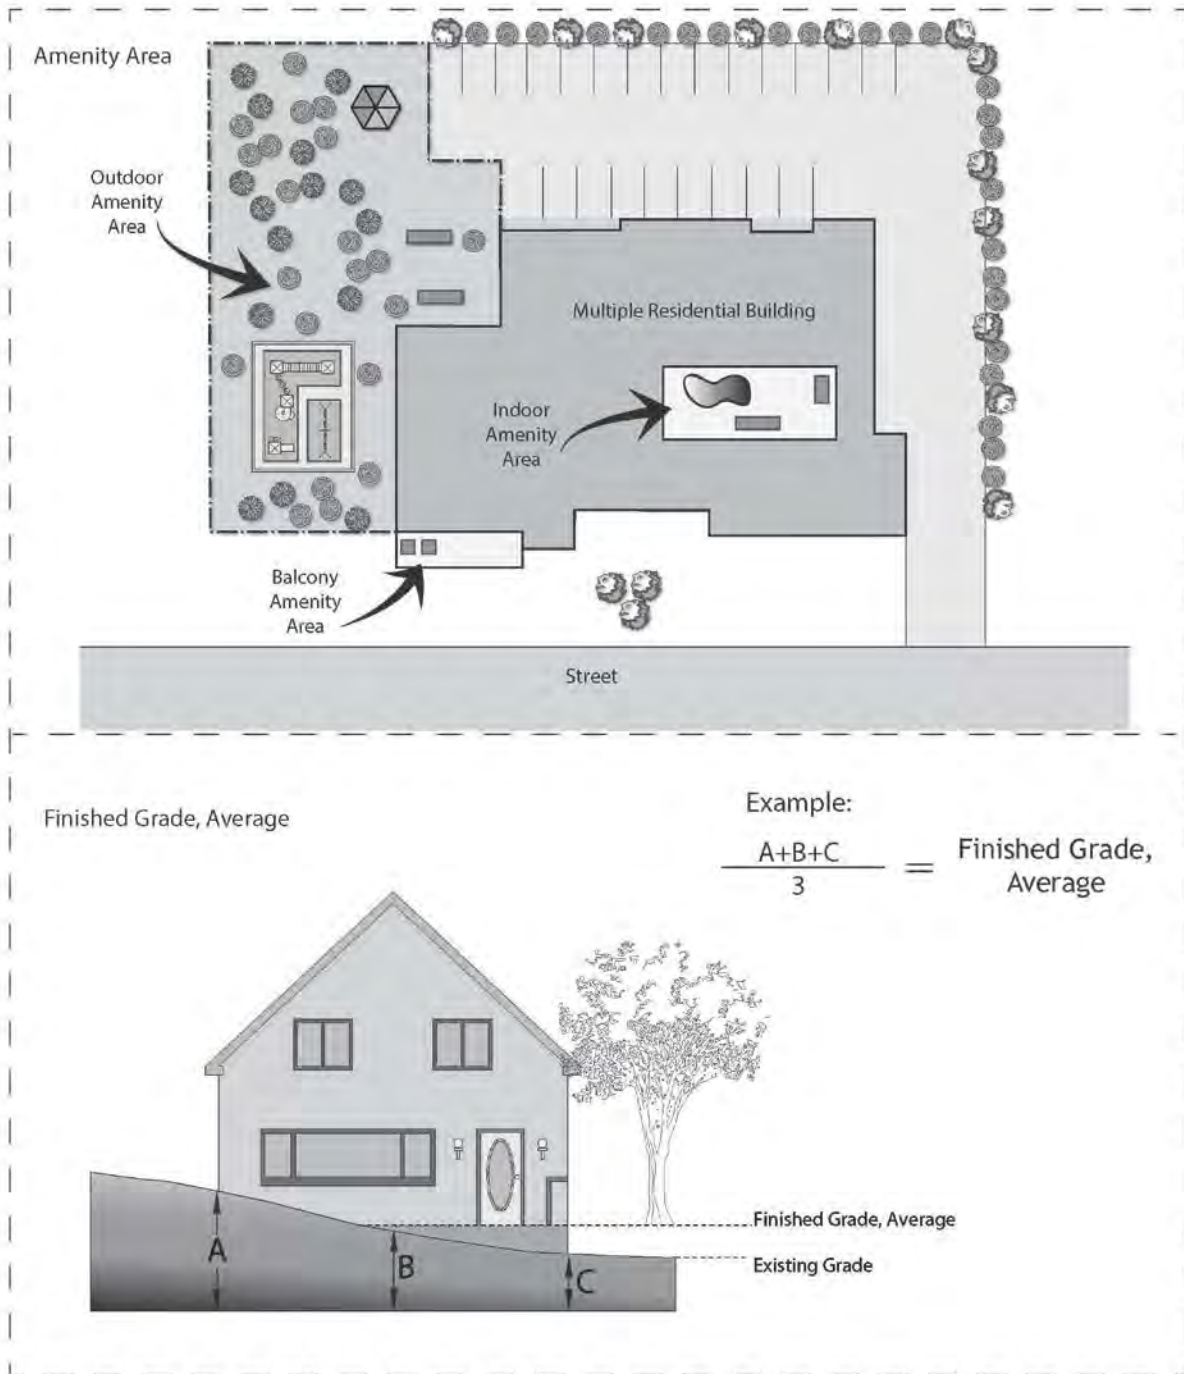 Amenity Area
Outdoor
Amenity
Area
Multiple Residential Building
Indoor
Amenity
Area
Balcony
Amenity
Area
Street
Finished Grade, Average
Example:
A+B+C
3
=
Finished Grade,
Average
Finished Grade, Average
Existing Grade
A
B
C